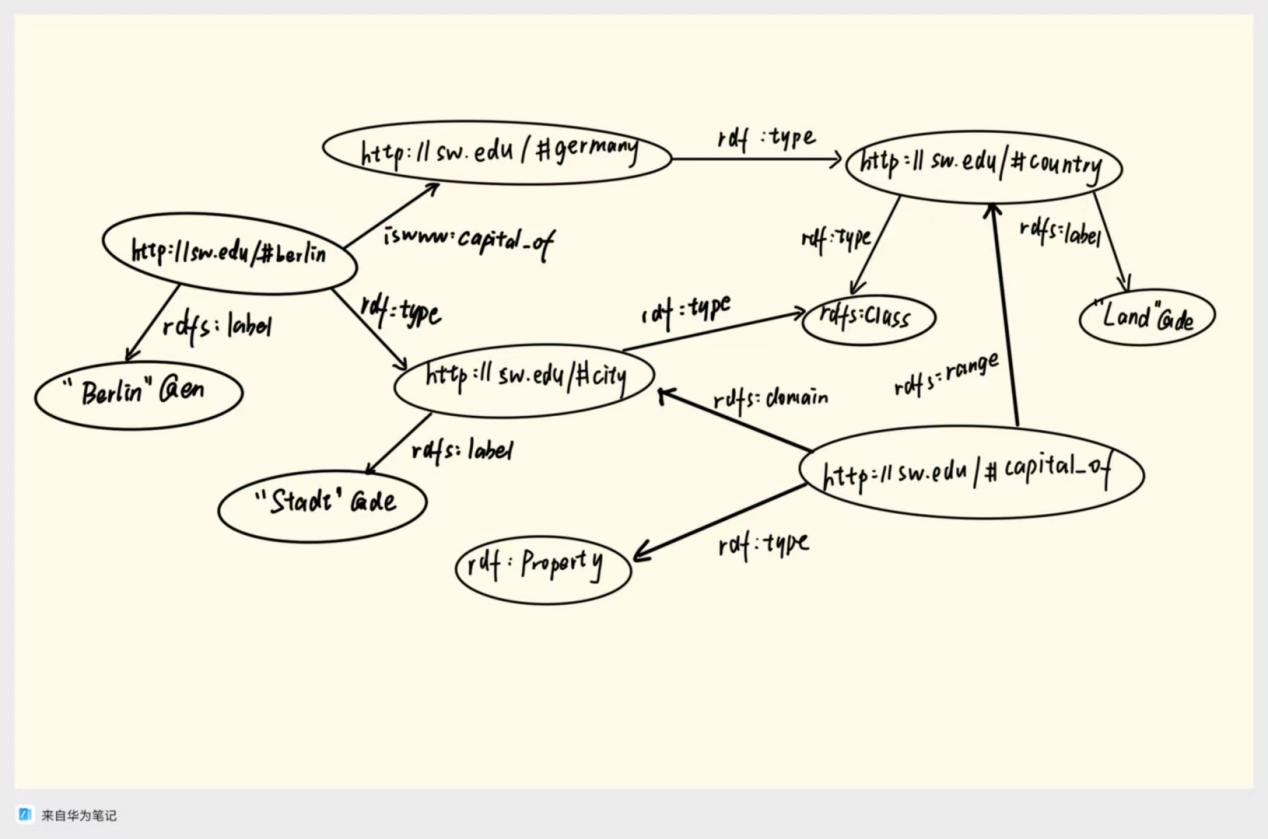 http://sw.edu/#germany
rdf:type
http://sw.edu/#country
http://sw.edu/#berlin
iswww:capital_of
rdf:type
rdfs:label
rdfs:label
rdf:type
rdf:type
rdfs:Class
"Land"@de
"Berlin"@en
http://sw.edu/#city
rdfs:domain
rdfs:range
rdfs:label
"Stadt"@de
http://sw.edu/#capital_of
rdf:type
rdf:Property
来自华为笔记